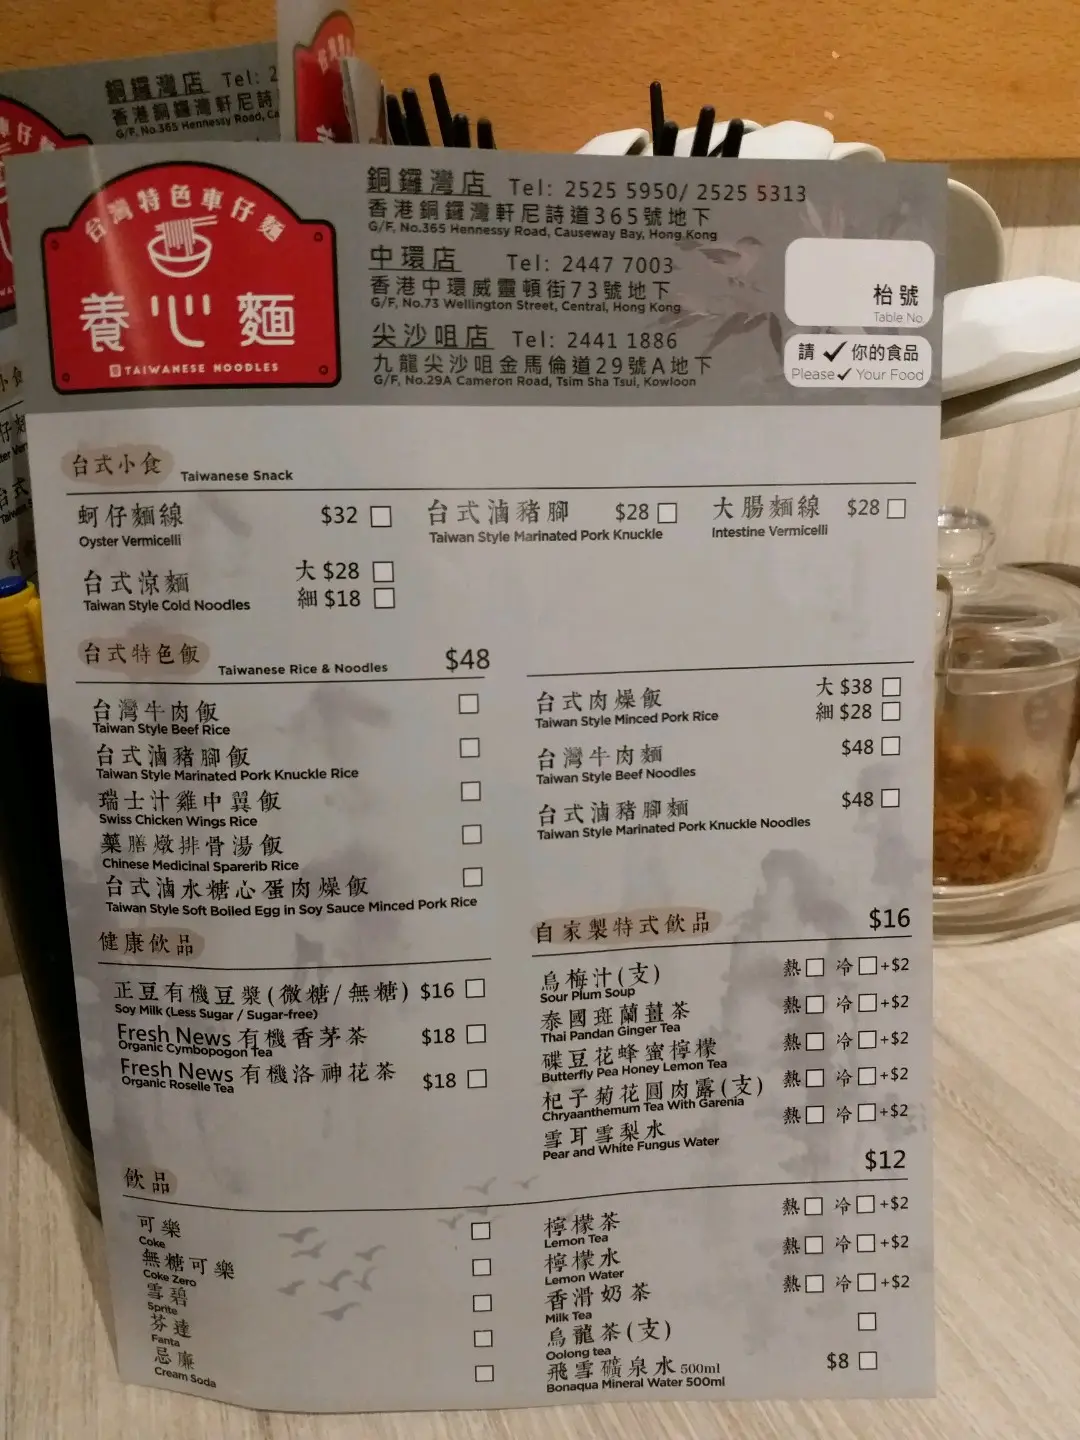 銅鑼灣店 Tel: 2
香港銅鑼灣軒尼詩
G/F, No.365 Hennessy Road, Ca
台灣特色車仔麵
養心麵
TAIWANESE NOODLES
銅鑼灣店 Tel: 2525 5950/ 2525 5313
香港銅鑼灣軒尼詩道365號地下
G/F, No.365 Hennessy Road, Causeway Bay, Hong Kong
中環店 Tel: 2447 7003
香港中環威靈頓街73號地下
G/F, No.73 Wellington Street, Central, Hong Kong
尖沙咀店 Tel: 2441 1886
九龍尖沙咀金馬倫道29號A地下
G/F, No.29A Cameron Road, Tsim Sha Tsui, Kowloon
枱號
Table No.
請✓你的食品
Please✓ Your Food
台式小食 Taiwanese Snack
蚵仔麵線 $32
Oyster Vermicelli
台式滷豬腳 $28
Taiwan Style Marinated Pork Knuckle
大腸麵線 $28
Intestine Vermicelli
台式涼麵 大 $28
Taiwan Style Cold Noodles 細 $18
台式特色飯 Taiwanese Rice & Noodles $48
台灣牛肉飯
Taiwan Style Beef Rice
台式滷豬腳飯
Taiwan Style Marinated Pork Knuckle Rice
瑞士汁雞中翼飯
Swiss Chicken Wings Rice
藥膳燉排骨湯飯
Chinese Medicinal Sparerib Rice
台式滷水糖心蛋肉燥飯
Taiwan Style Soft Boiled Egg in Soy Sauce Minced Pork Rice
台式肉燥飯 大 $38
Taiwan Style Minced Pork Rice 細 $28
台灣牛肉麵 $48
Taiwan Style Beef Noodles
台式滷豬腳麵 $48
Taiwan Style Marinated Pork Knuckle Noodles
健康飲品
正豆有機豆漿(微糖/無糖) $16
Soy Milk (Less Sugar / Sugar-free)
Fresh News 有機香茅茶 $18
Organic Cymbopogon Tea
Fresh News 有機洛神花茶 $18
Organic Roselle Tea
自家製特式飲品 $16
烏梅汁(支) 熱 冷 +$2
Sour Plum Soup
泰國班蘭薑茶 熱 冷 +$2
Thai Pandan Ginger Tea
碟豆花蜂蜜檸檬 熱 冷 +$2
Butterfly Pea Honey Lemon Tea
杞子菊花圓肉露(支) 熱 冷 +$2
Chryaanthemum Tea With Garenia
雪耳雪梨水 熱 冷 +$2
Pear and White Fungus Water
飲品 $12
可樂
Coke
無糖可樂
Coke Zero
雪碧
Sprite
芬達
Fanta
忌廉
Cream Soda
檸檬茶 熱 冷 +$2
Lemon Tea
檸檬水 熱 冷 +$2
Lemon Water
香滑奶茶 熱 冷 +$2
Milk Tea
烏龍茶(支)
Oolong tea
飛雪礦泉水 500ml $8
Bonaqua Mineral Water 500ml